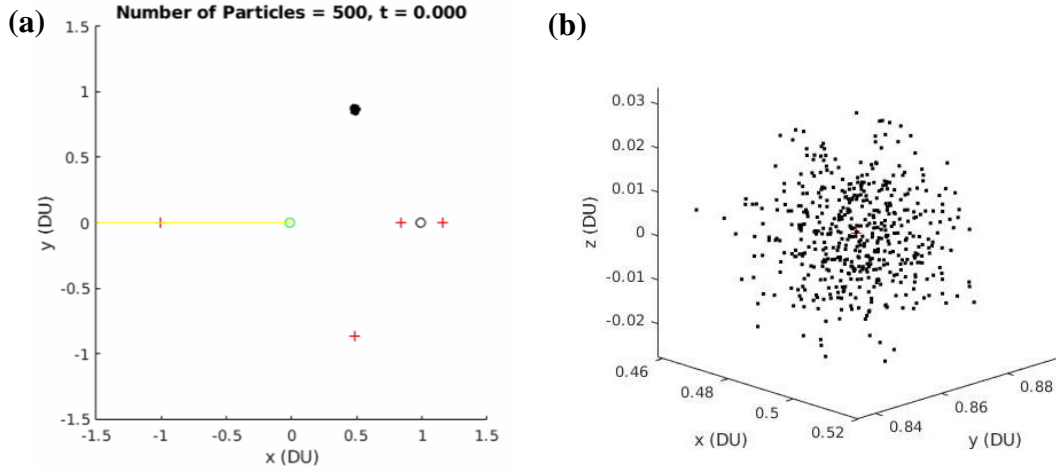 (a)
Number of Particles = 500, t = 0.000
1.5
1
0.5
0
-0.5
-1
-1.5
y (DU)
-1.5 -1 -0.5 0 0.5 1 1.5
x (DU)
(b)
0.03
0.02
0.01
0
-0.01
-0.02
z (DU)
0.46
0.48
0.5
0.52
x (DU)
0.84
0.86
0.88
y (DU)